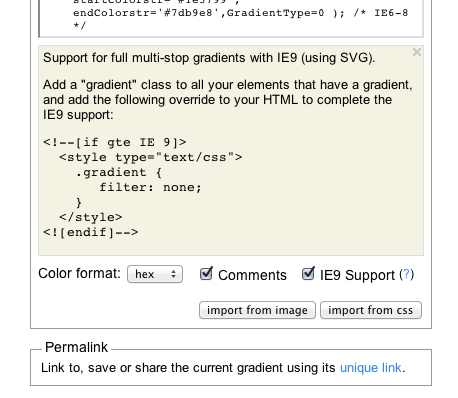 endColorstr='#7db9e8',GradientType=0 ); /* IE6-8
*/
Support for full multi-stop gradients with IE9 (using SVG).
Add a "gradient" class to all your elements that have a gradient,
and add the following override to your HTML to complete the
IE9 support:
<!--[if gte IE 9]>
  <style type="text/css">
    .gradient {
       filter: none;
    }
  </style>
<![endif]-->
Color format: hex Comments IE9 Support (?)
import from image import from css
Permalink
Link to, save or share the current gradient using its unique link.